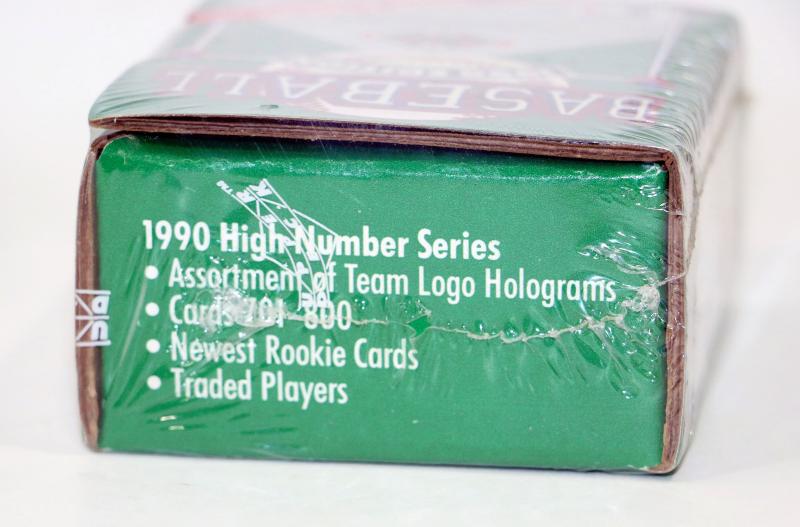 BASEBALL
1990 High Number Series
• Assortment of Team Logo Holograms
• Cards 701-800
• Newest Rookie Cards
• Traded Players